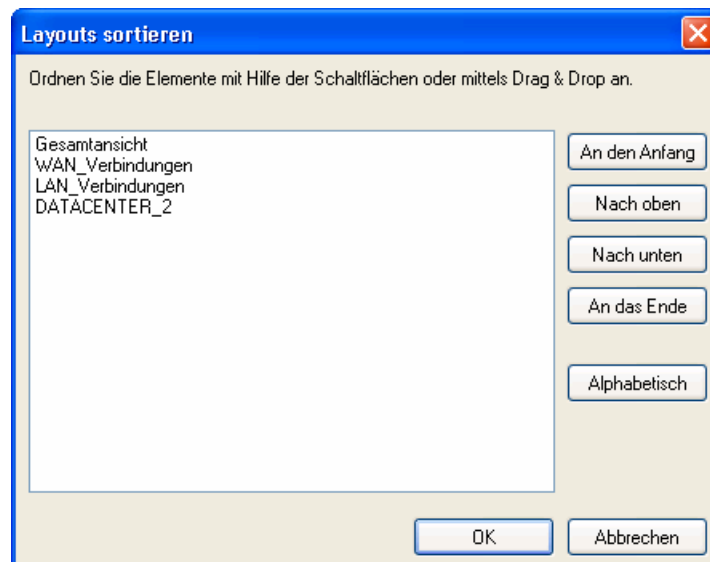 Layouts sortieren
Ordnen Sie die Elemente mit Hilfe der Schaltflächen oder mittels Drag & Drop an.
Gesamtansicht
WAN_Verbindungen
LAN_Verbindungen
DATACENTER_2
An den Anfang
Nach oben
Nach unten
An das Ende
Alphabetisch
OK
Abbrechen